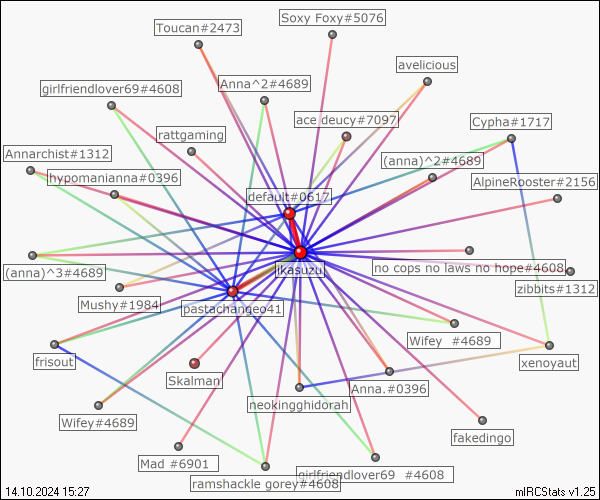 Soxy Foxy#5076
Toucan#2473
avelicious
Anna^2#4689
girlfriendlover69#4608
ace deucy#7097
Cypha#1717
rattgaming
Annarchist#1312
(anna)^2#4689
hypomanianna#0396
AlpineRooster#2156
default#0617
ikasuzu
no cops no laws no hope#4608
(anna)^3#4689
zibbits#1312
Mushy#1984
pastachangeo41
Wifey  #4689
frisout
xenoyaut
Skalman
Anna.#0396
neokingghidorah
Wifey#4689
fakedingo
Mad #6901
girlfriendlover69  #4608
ramshackle gorey#4608
14.10.2024 15:27
mIRCStats v1.25